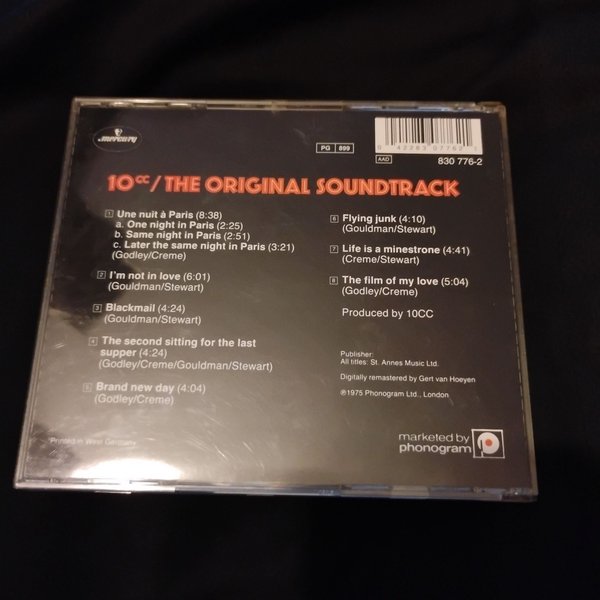 mercury
PG 899
0 42283 07762 1
AAD
830 776-2
10cc/THE ORIGINAL SOUNDTRACK
1 Une nuit à Paris (8:38)
a. One night in Paris (2:25)
b. Same night in Paris (2:51)
c. Later the same night in Paris (3:21)
(Godley/Creme)
2 I'm not in love (6:01)
(Gouldman/Stewart)
3 Blackmail (4:24)
(Gouldman/Stewart)
4 The second sitting for the last
supper (4:24)
(Godley/Creme/Gouldman/Stewart)
5 Brand new day (4:04)
(Godley/Creme)
6 Flying junk (4:10)
(Gouldman/Stewart)
7 Life is a minestrone (4:41)
(Creme/Stewart)
8 The film of my love (5:04)
(Godley/Creme)
Produced by 10CC
Publisher:
All titles: St. Annes Music Ltd.
Digitally remastered by Gert van Hoeyen
℗1975 Phonogram Ltd., London
Printed in West Germany
marketed by
phonogram